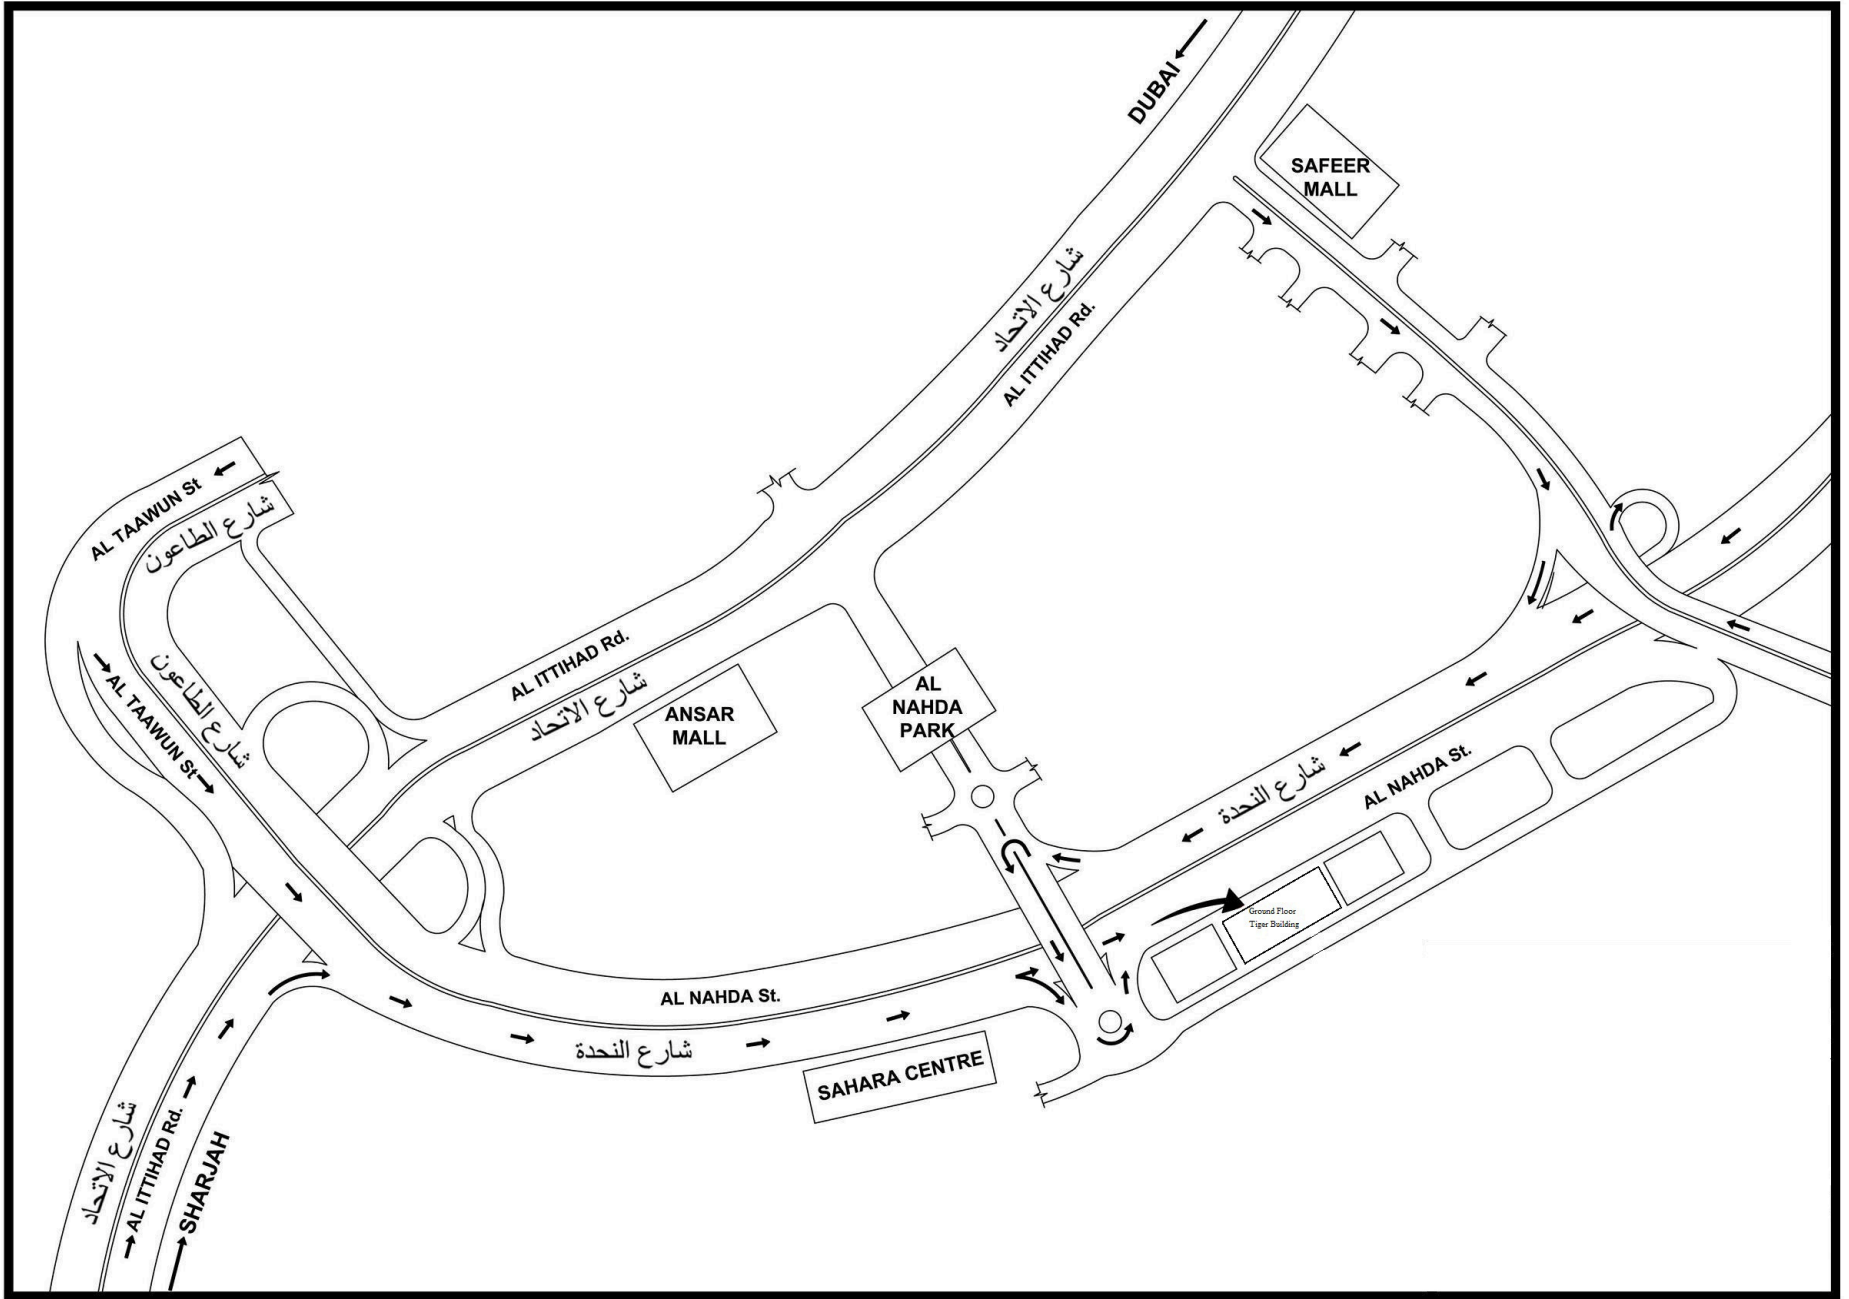 DUBAI
SAFEER
MALL
شارع الاتحاد
AL ITTIHAD Rd.
AL TAAWUN St
شارع الطاعون
AL TAAWUN St
شارع الطاعون
AL ITTIHAD Rd.
شارع الاتحاد
ANSAR
MALL
AL
NAHDA
PARK
شارع النحدة
AL NAHDA St.
Ground Floor
Tiger Building
AL NAHDA St.
شارع النحدة
SAHARA CENTRE
شارع الاتحاد
AL ITTIHAD Rd.
SHARJAH